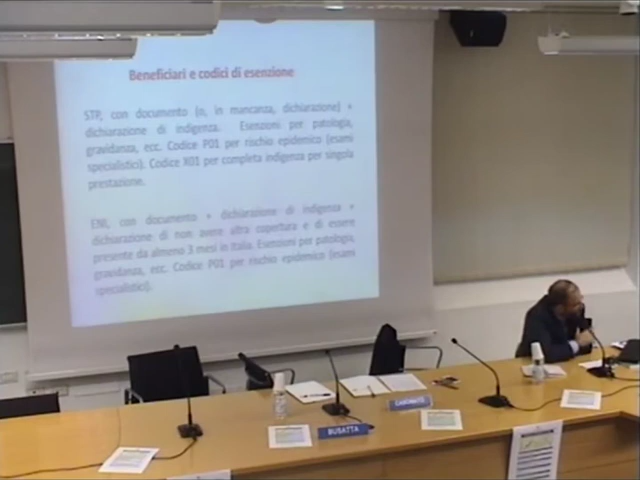 Beneficiari e codici di esenzione
STP, con documento (o, in mancanza, dichiarazione) +
dichiarazione di indigenza. Esenzioni per patologia,
gravidanza, ecc. Codice P01 per rischio epidemico (esami
specialistici). Codice X01 per completa indigenza per singola
prestazione.
ENI, con documento + dichiarazione di indigenza +
dichiarazione di non avere altra copertura e di essere
presente da almeno 3 mesi in Italia. Esenzioni per patologia,
gravidanza, ecc. Codice P01 per rischio epidemico (esami
specialistici).
BUSATTA